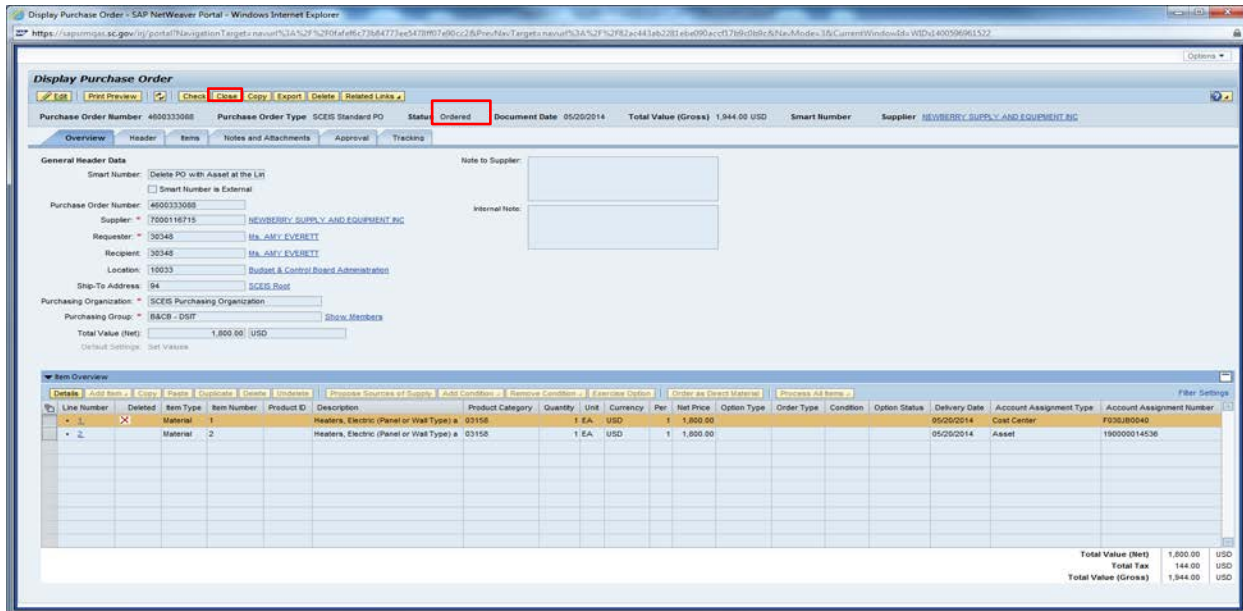 Display Purchase Order - SAP NetWeaver Portal - Windows Internet Explorer
Options
Display Purchase Order
Edit Print Preview Check Close Copy Export Delete Related Links
Purchase Order Number 4600333088 Purchase Order Type SCEIS Standard PO Status Ordered Document Date 05/20/2014 Total Value (Gross) 1,944.00 USD Smart Number Supplier NEWBERRY SUPPLY AND EQUIPMENT INC
Overview Header Items Notes and Attachments Approval Tracking
General Header Data Note to Supplier:
Smart Number: Delete PO with Asset at the Lin
Smart Number is External
Purchase Order Number: 4600333088 Internal Note:
Supplier: * 7000116715 NEWBERRY SUPPLY AND EQUIPMENT INC
Requester: * 30348 Ms. AMY EVERETT
Recipient: 30348 Ms. AMY EVERETT
Location: 10033 Budget & Control Board Administration
Ship-To Address: 94 SCEIS Root
Purchasing Organization: * SCEIS Purchasing Organization
Purchasing Group: * B&CB - DSIT Show Members
Total Value (Net): 1,800.00 USD
Default Settings: Set Values
Item Overview
Details Add Item Copy Paste Duplicate Delete Undelete Propose Sources of Supply Add Condition Remove Condition Exercise Option Order as Direct Material Process All Items Filter Settings
Line Number Deleted Item Type Item Number Product ID Description Product Category Quantity Unit Currency Per Net Price Option Type Order Type Condition Option Status Delivery Date Account Assignment Type Account Assignment Number
• 1 Material 1 Heaters, Electric (Panel or Wall Type) a 03158 1 EA USD 1 1,800.00 05/20/2014 Cost Center F030JB0040
• 2 Material 2 Heaters, Electric (Panel or Wall Type) a 03158 1 EA USD 1 1,800.00 05/20/2014 Asset 190000014536
Total Value (Net) 1,800.00 USD
Total Tax 144.00 USD
Total Value (Gross) 1,944.00 USD